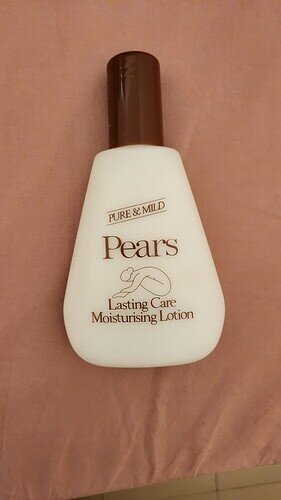 PURE & MILD
Pears
Lasting Care
Moisturising Lotion